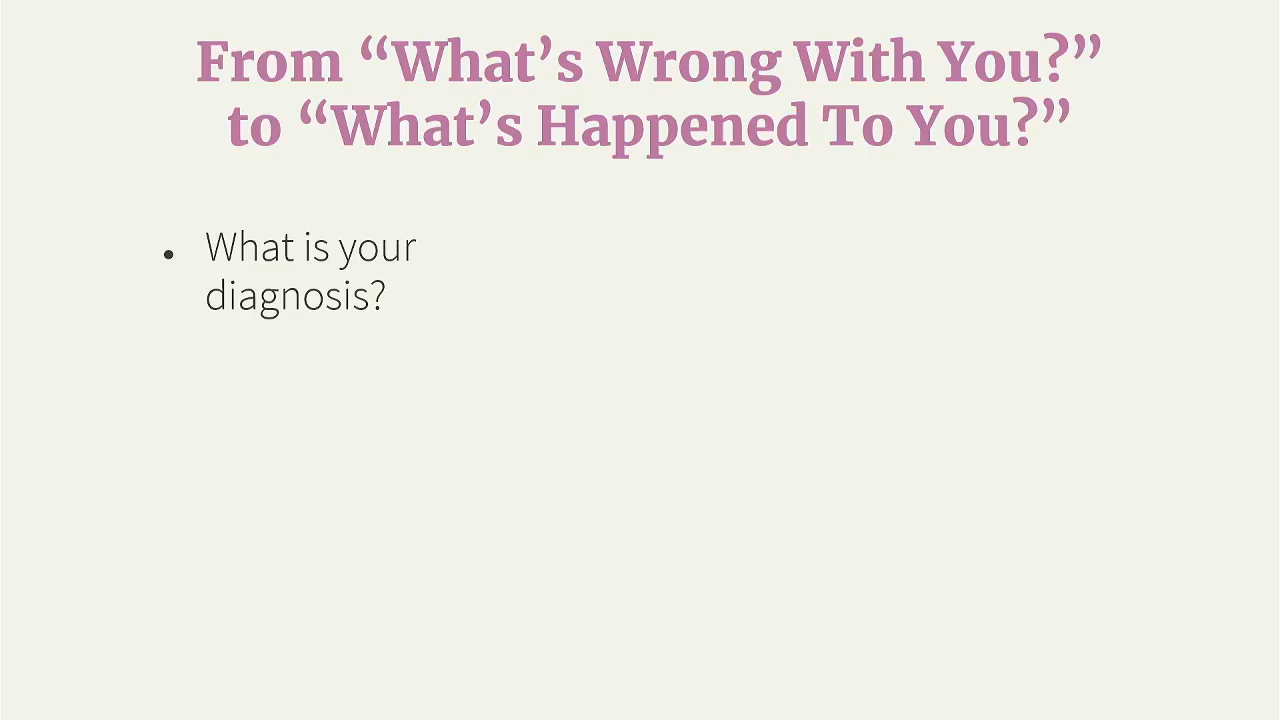 From “What’s Wrong With You?”
to “What’s Happened To You?”
• What is your
diagnosis?